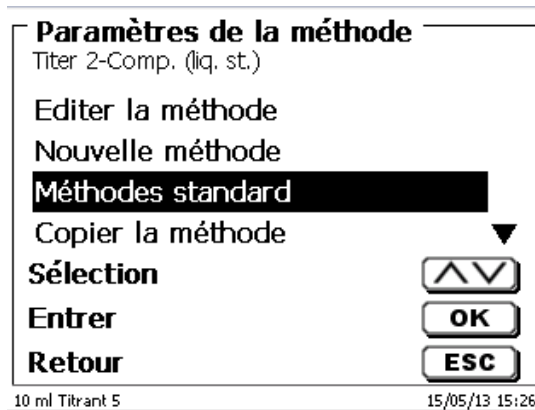 Paramètres de la méthode
Titer 2-Comp. (liq. st.)
Editer la méthode
Nouvelle méthode
Méthodes standard
Copier la méthode
Sélection
Entrer OK
Retour ESC
10 ml Titrant 5 15/05/13 15:26